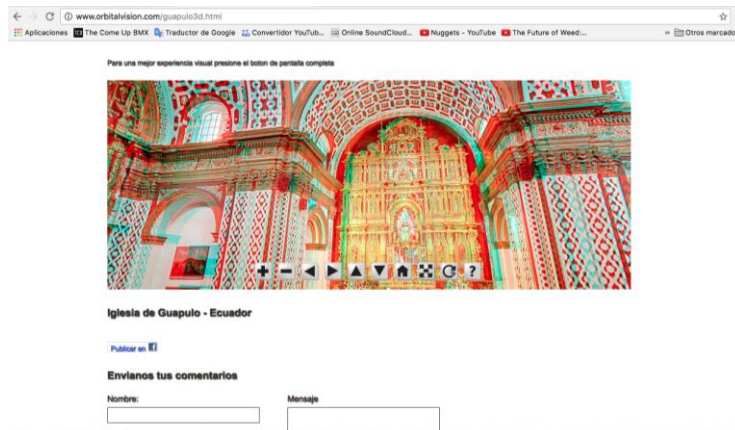 www.orbitalvision.com/guapulo3d.html
Aplicaciones The Come Up BMX Traductor de Google Convertidor YouTub... Online SoundCloud... Nuggets - YouTube The Future of Weed:... » Otros marcado
Para una mejor experiencia visual presione el boton de pantalla completa
?
Iglesia de Guapulo - Ecuador
Publicar en
Envianos tus comentarios
Nombre:
Mensaje